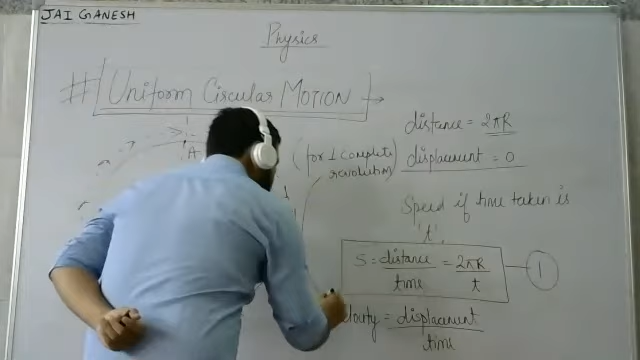 JAI GANESH
Physics
## Uniform Circular MOTION
A
(for 1 complete revolution)
distance = 2πR
displacement = 0
Speed if time taken is
't'.
S = distance / time = 2πR / t
1
locity = displacement / time